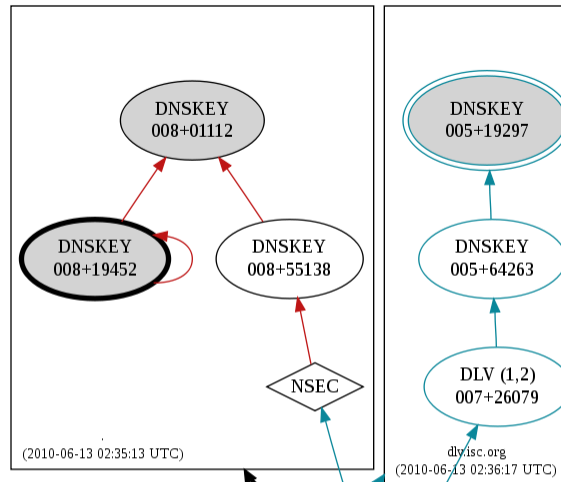 DNSKEY
008+01112
DNSKEY
008+19452
DNSKEY
008+55138
NSEC
.
(2010-06-13 02:35:13 UTC)
DNSKEY
005+19297
DNSKEY
005+64263
DLV (1,2)
007+26079
dlv.isc.org
(2010-06-13 02:36:17 UTC)